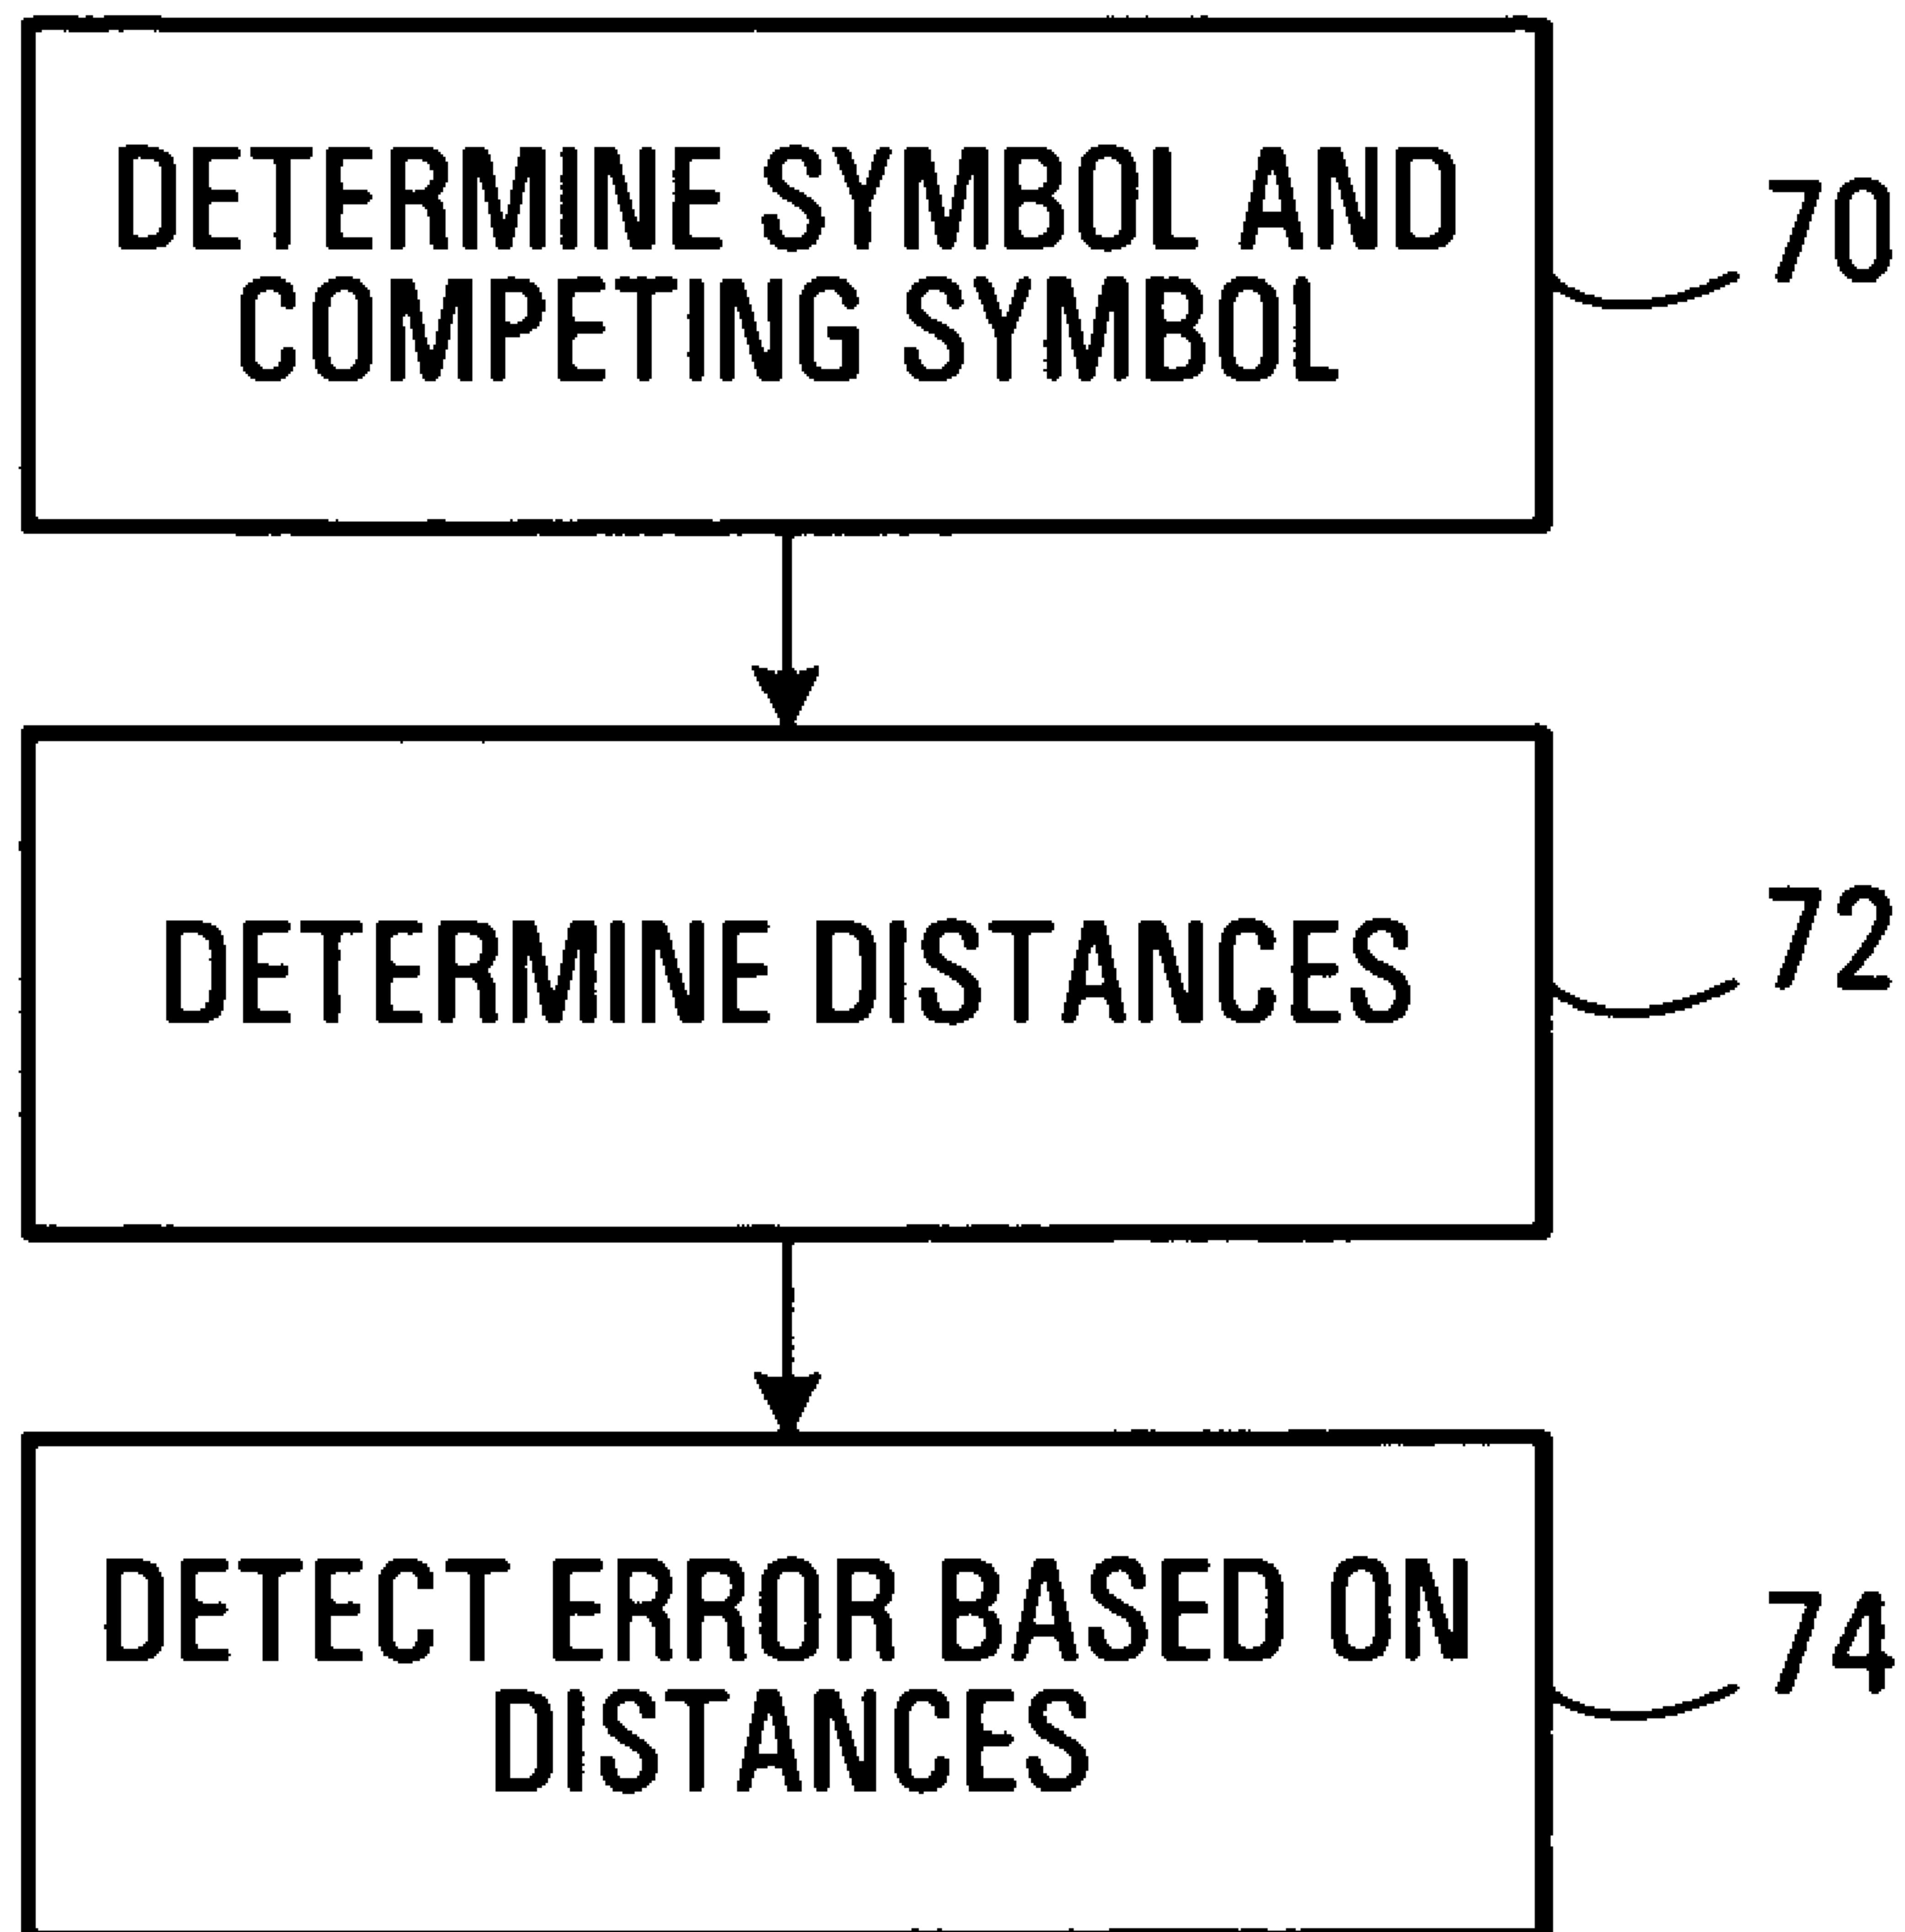 DETERMINE SYMBOL AND
COMPETING SYMBOL
70
DETERMINE DISTANCES
72
DETECT ERROR BASED ON
DISTANCES
74